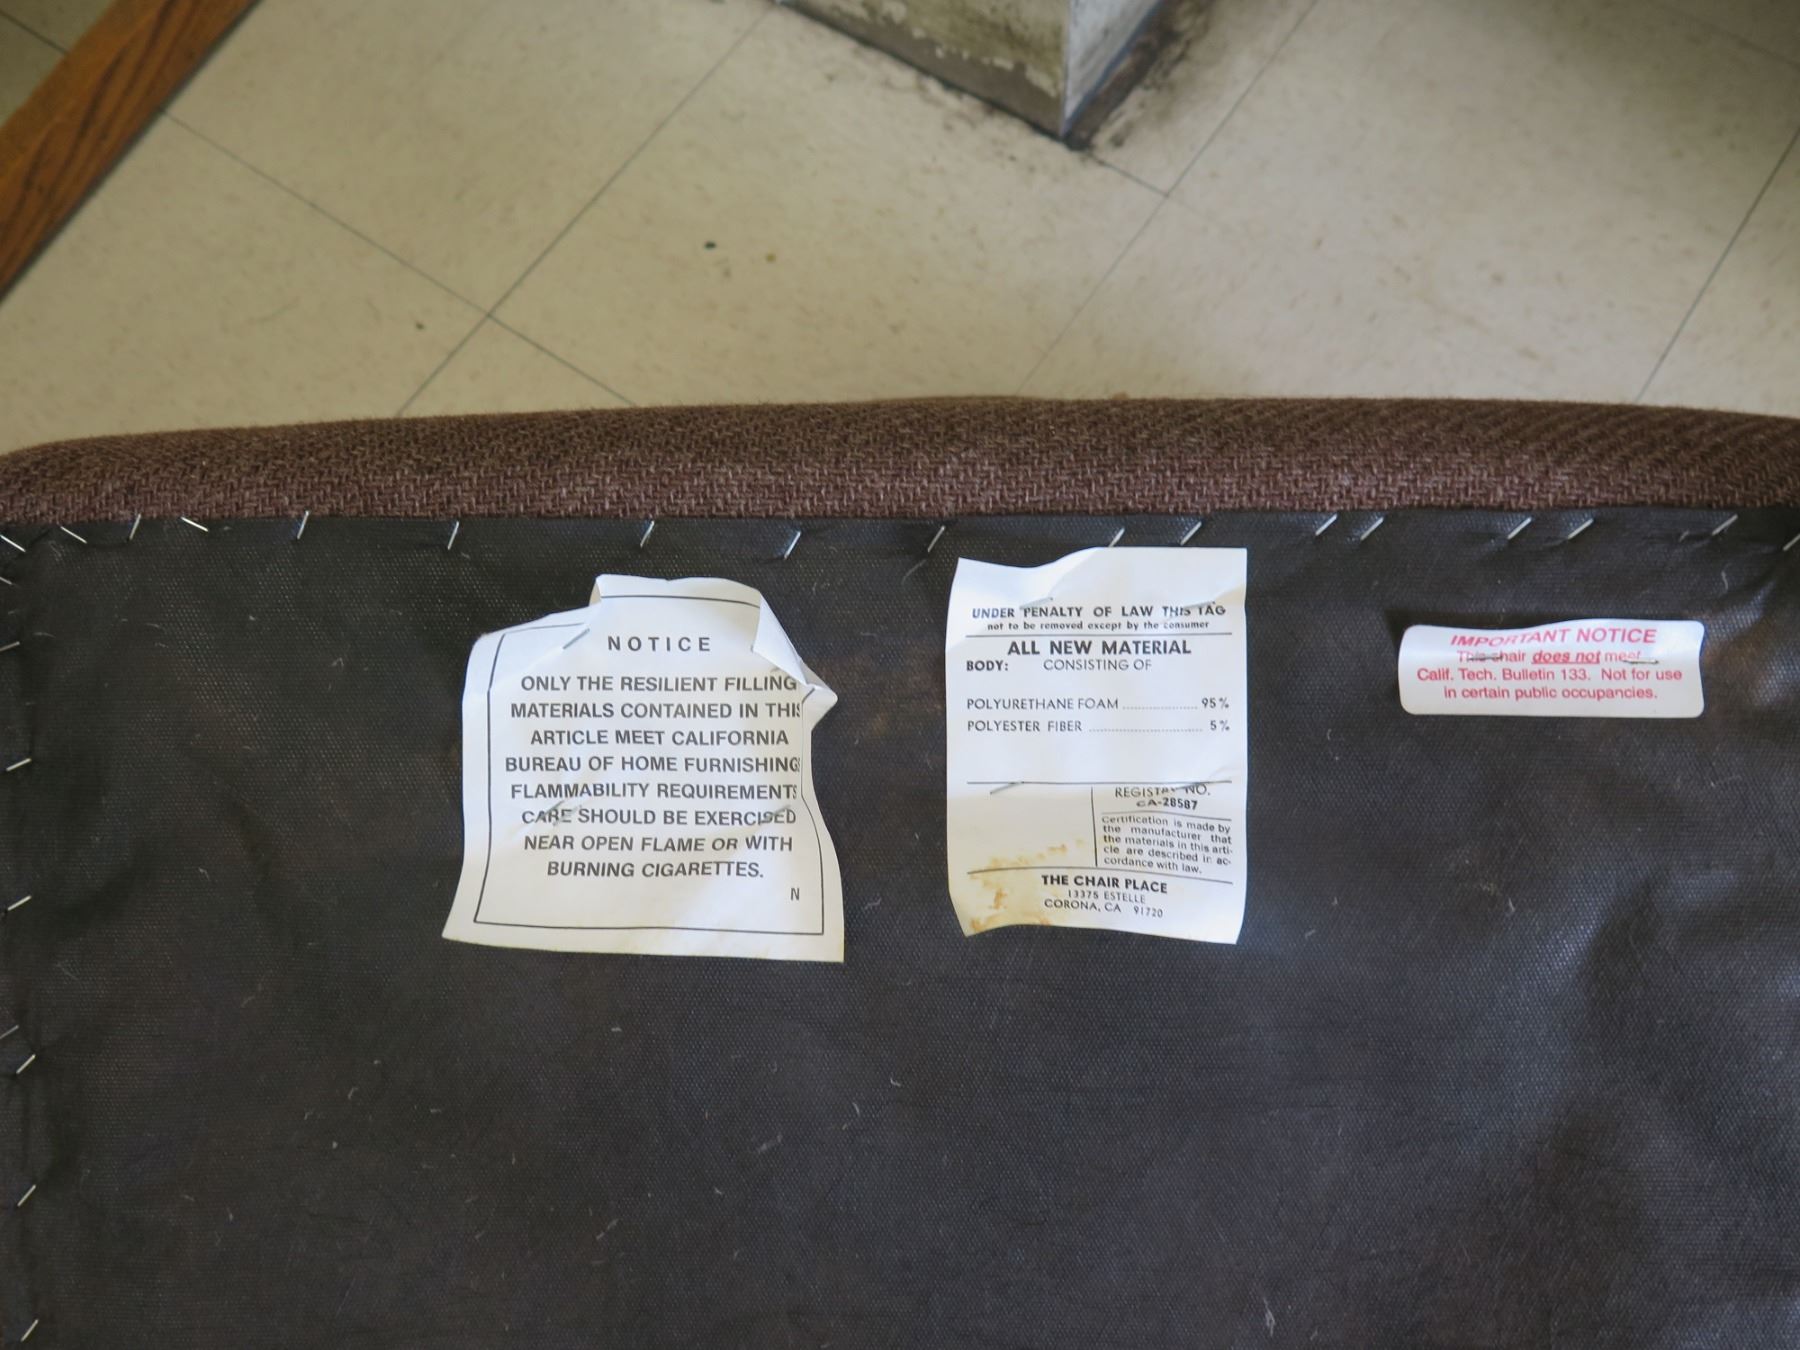 NOTICE
ONLY THE RESILIENT FILLING
MATERIALS CONTAINED IN THIS
ARTICLE MEET CALIFORNIA
BUREAU OF HOME FURNISHING
FLAMMABILITY REQUIREMENTS
CARE SHOULD BE EXERCISED
NEAR OPEN FLAME OR WITH
BURNING CIGARETTES.
N
UNDER PENALTY OF LAW THIS TAG
not to be removed except by the consumer
ALL NEW MATERIAL
BODY: CONSISTING OF
POLYURETHANE FOAM .................... 95%
POLYESTER FIBER .............................. 5%
REGISTRY NO.
CA-28587
Certification is made by
the manufacturer that
the materials in this arti-
cle are described in ac-
cordance with law.
THE CHAIR PLACE
13375 ESTELLE
CORONA, CA 91720
IMPORTANT NOTICE
This chair does not meet
Calif. Tech. Bulletin 133. Not for use
in certain public occupancies.